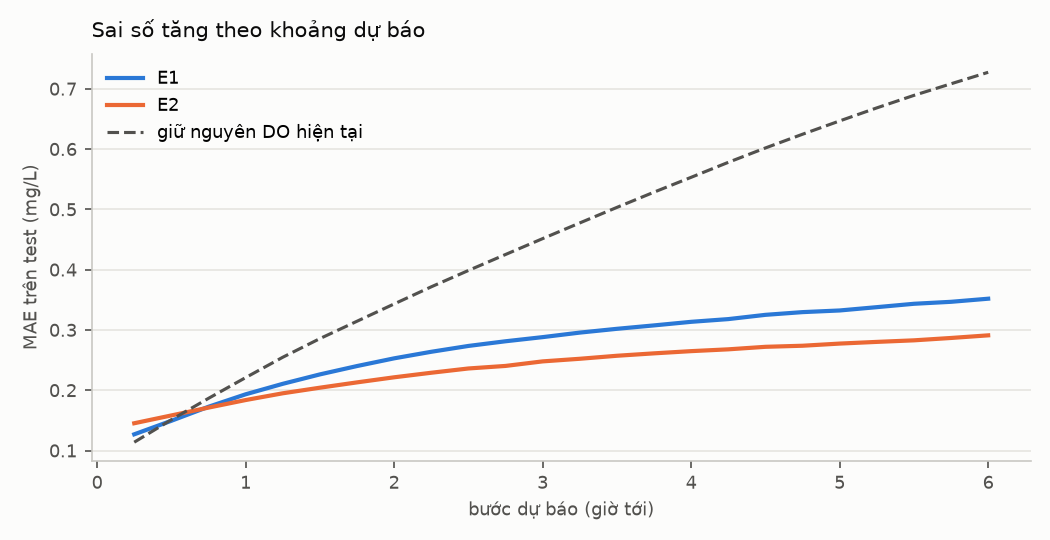 Sai số tăng theo khoảng dự báo
E1
E2
giữ nguyên DO hiện tại
MAE trên test (mg/L)
0.7
0.6
0.5
0.4
0.3
0.2
0.1
0 1 2 3 4 5 6
bước dự báo (giờ tới)